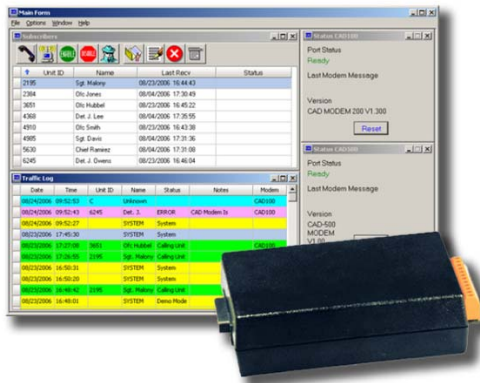 Main Form
File Options Window Help
Subscribers
Unit ID Name Last Recv Status
2195 Sgt. Malony 08/23/2006 16:44:43
2384 Ofc Jones 08/04/2006 17:30:49
3651 Ofc Hubbel 08/23/2006 16:45:22
4368 Det. J. Lee 08/04/2006 17:35:55
4910 Ofc Smith 08/23/2006 16:43:38
4985 Sgt. Davis 08/04/2006 17:31:36
5630 Chief Ramirez 08/04/2006 17:31:08
6245 Det. J. Owens 08/23/2006 16:46:04
Status CAD100
Port Status
Ready
Last Modem Message
Version
CAD MODEM 200 V1.300
Reset
Status CAD500
Port Status
Ready
Last Modem Message
Version
CAD-500
MODEM
V1.00
Traffic Log
Date Time Unit ID Name Status Notes Modem
08/24/2006 09:52:53 C Unknown CAD100
08/24/2006 09:52:43 6245 Det. J. ERROR CAD Modem Is CAD100
08/24/2006 09:52:27 SYSTEM System
08/23/2006 17:45:30 SYSTEM System
08/23/2006 17:27:08 3651 Ofc Hubbel Calling Unit CAD100
08/23/2006 17:26:55 2195 Sgt. Malony Calling Unit CAD100
08/23/2006 16:50:31 SYSTEM System
08/23/2006 16:50:20 SYSTEM System
08/23/2006 16:48:42 2195 Sgt. Malony Calling Unit
08/23/2006 16:48:01 SYSTEM Demo Mode